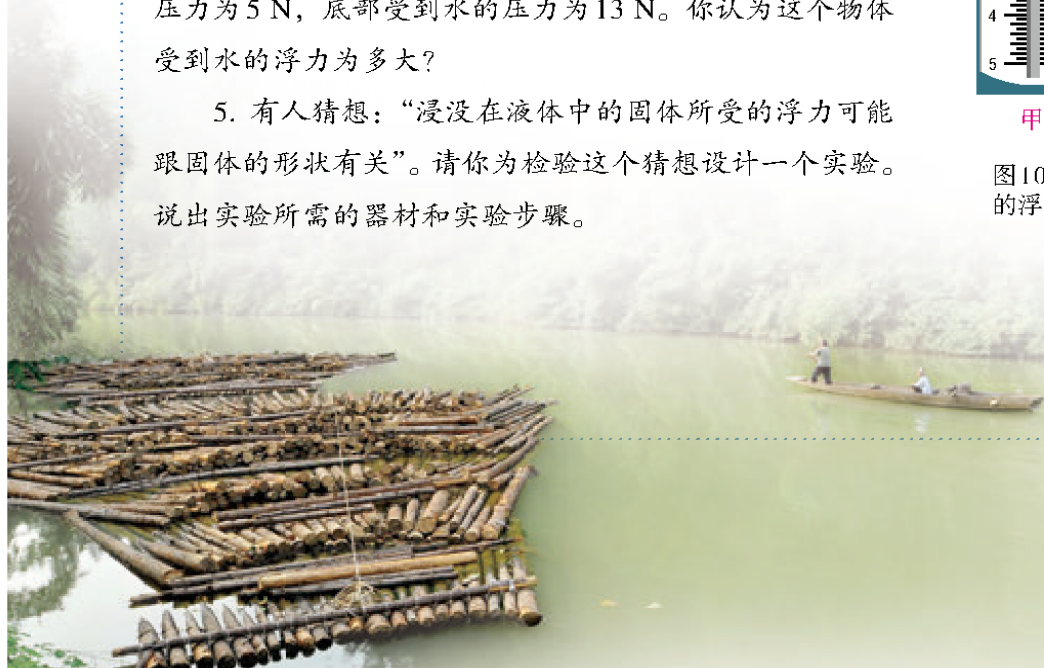 压力为5 N，底部受到水的压力为13 N。你认为这个物体
受到水的浮力为多大？
5. 有人猜想：“浸没在液体中的固体所受的浮力可能
跟固体的形状有关”。请你为检验这个猜想设计一个实验。
说出实验所需的器材和实验步骤。
4
5
甲
图10
的浮